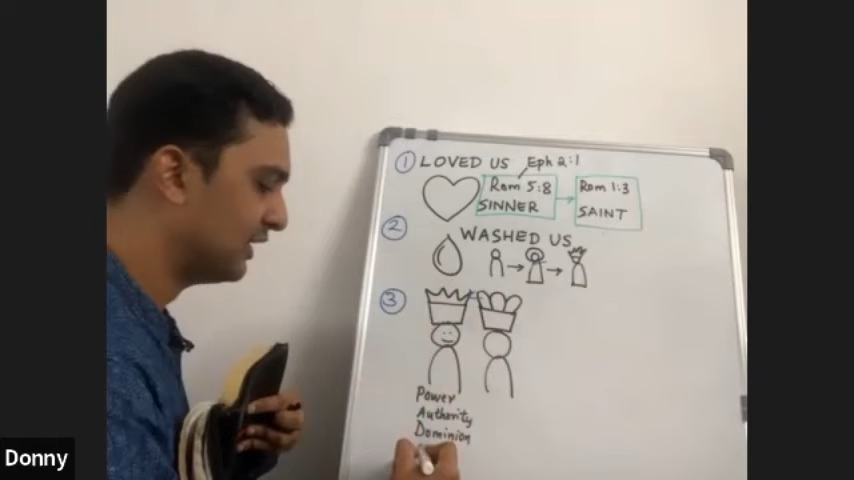 1 LOVED US Eph 2:1
Rom 5:8
SINNER
Rom 1:3
SAINT
2 WASHED US
3
Power
Authority
Dominion
Donny